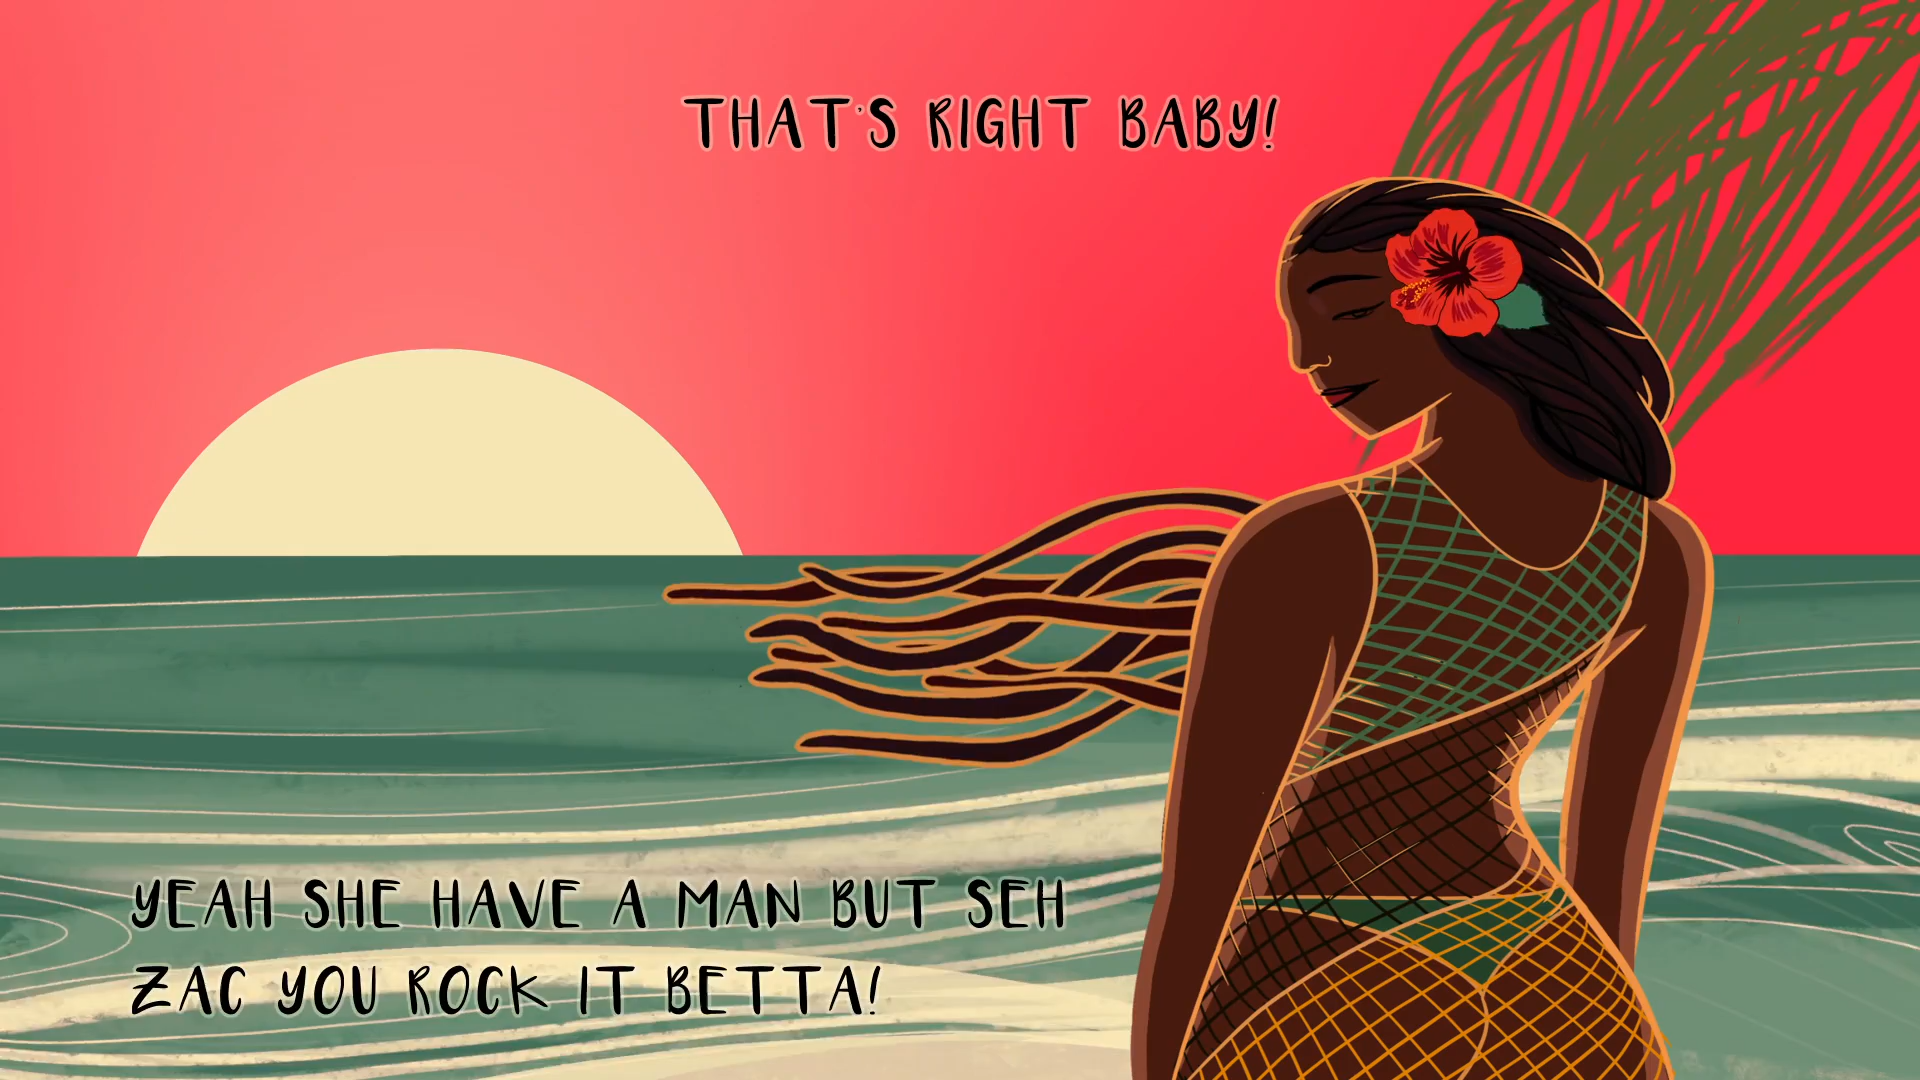 THAT'S RIGHT BABY!
YEAH SHE HAVE A MAN BUT SEH
ZAC YOU ROCK IT BETTA!